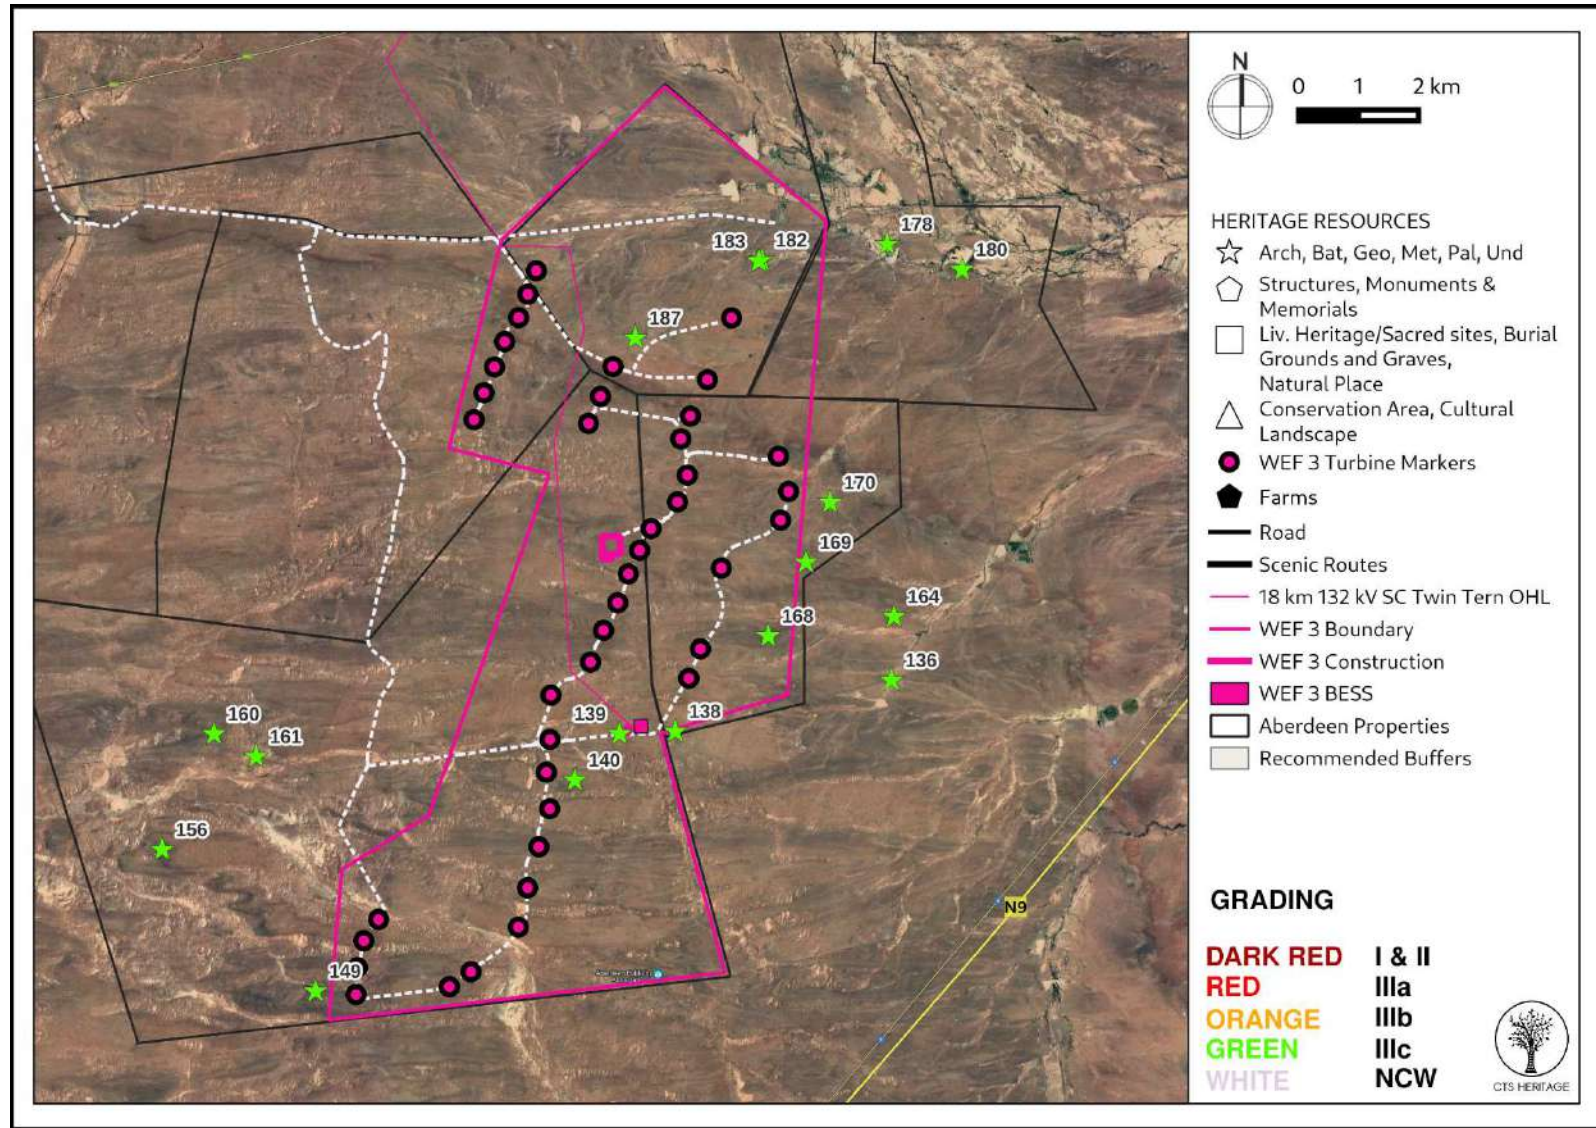 N
0 1 2 km
HERITAGE RESOURCES
Arch, Bat, Geo, Met, Pal, Und
Structures, Monuments &
Memorials
Liv. Heritage/Sacred sites, Burial
Grounds and Graves,
Natural Place
Conservation Area, Cultural
Landscape
WEF 3 Turbine Markers
Farms
Road
Scenic Routes
18 km 132 kV SC Twin Tern OHL
WEF 3 Boundary
WEF 3 Construction
WEF 3 BESS
Aberdeen Properties
Recommended Buffers
GRADING
DARK RED I & II
RED IIIa
ORANGE IIIb
GREEN IIIc
WHITE NCW
CTS HERITAGE
183 182 178
180
187
170
169
164
168
136
160
161
139 138
140
156
149
N9
Aberdeen